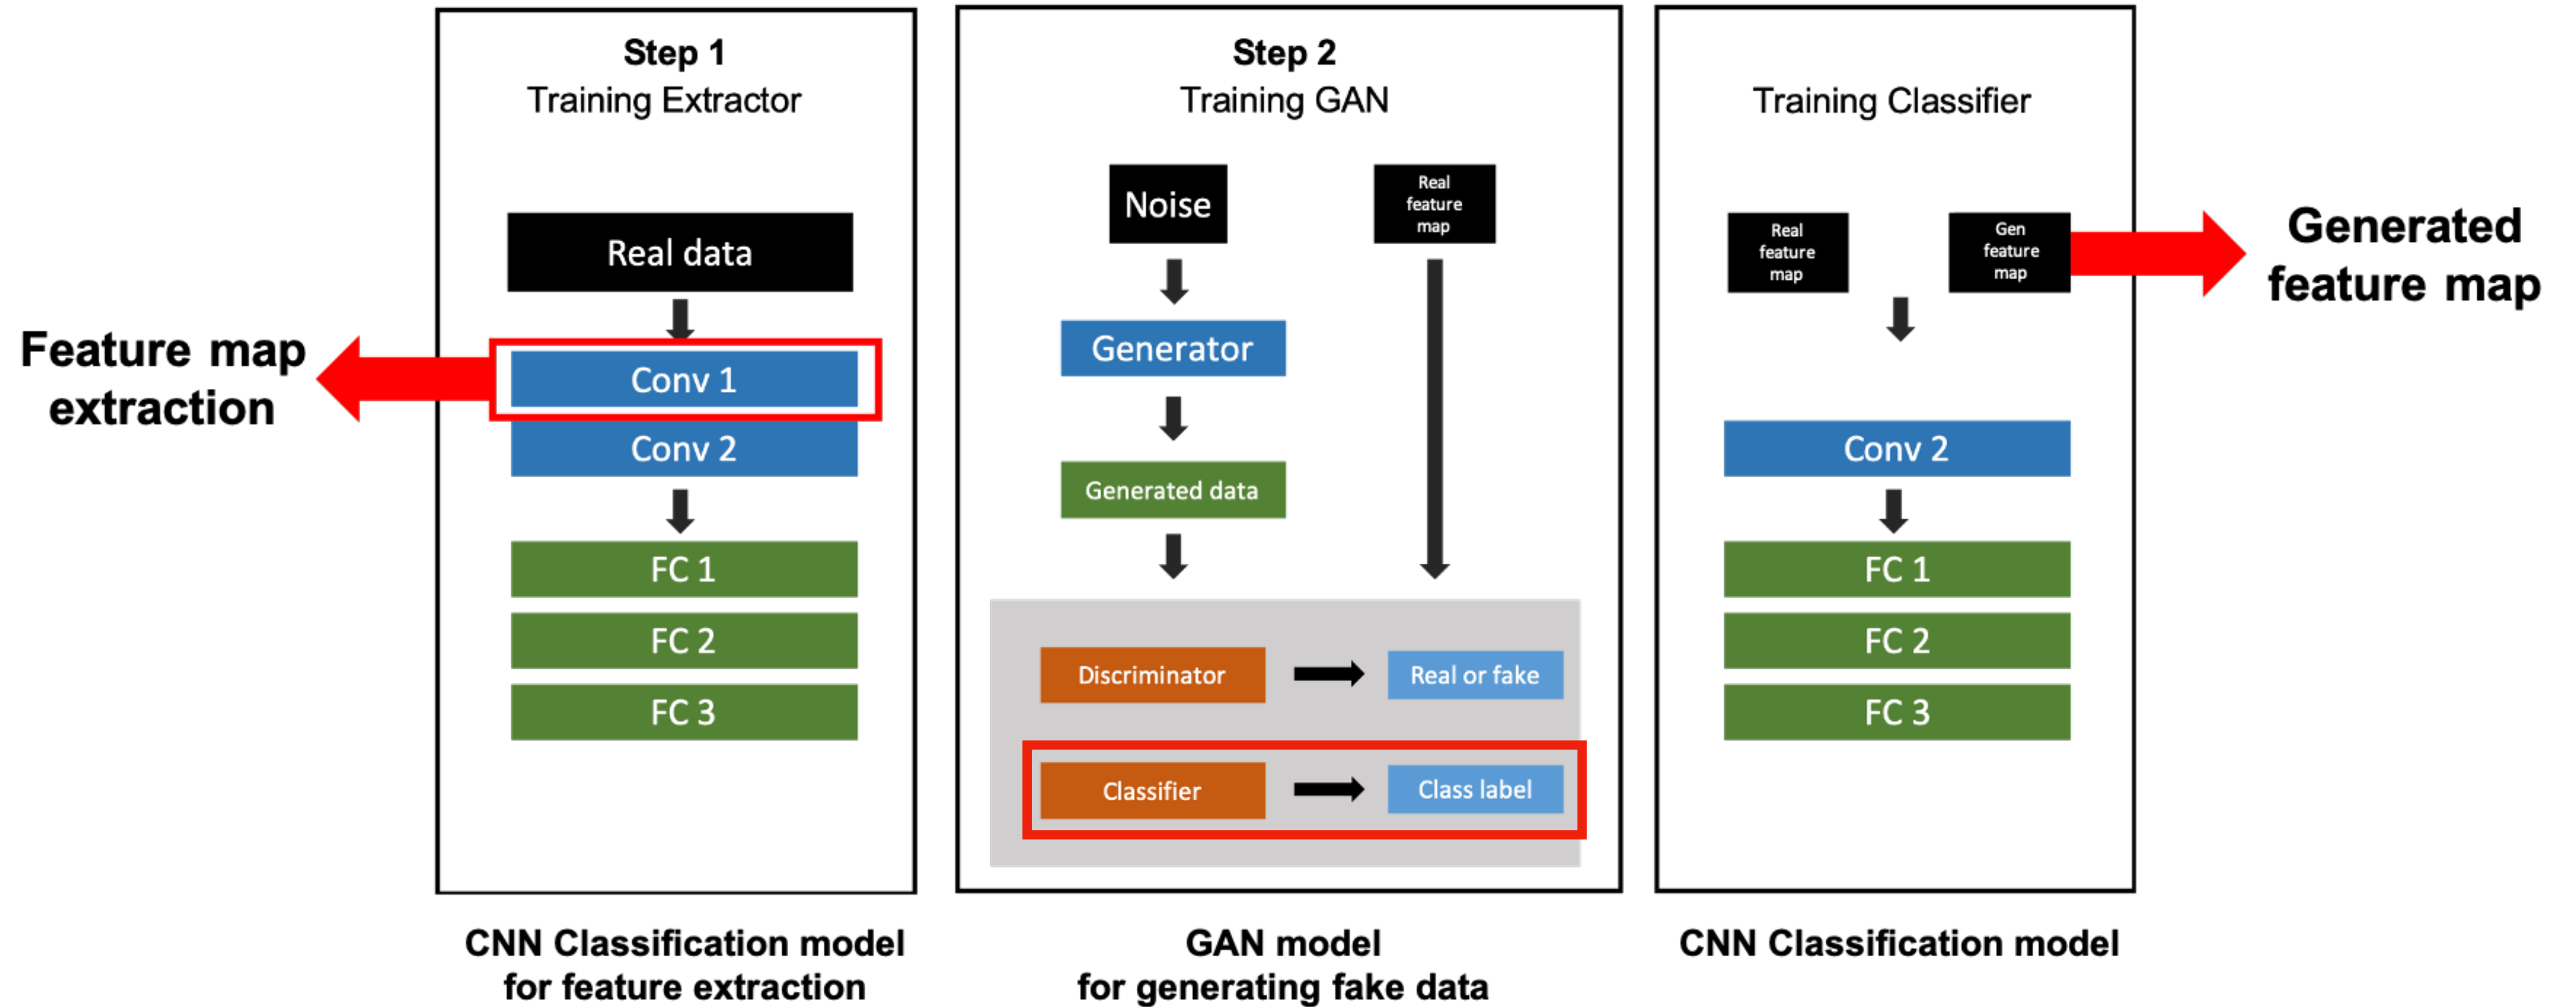 Step 1
Training Extractor
Real data
Feature map
extraction
Conv 1
Conv 2
FC 1
FC 2
FC 3
CNN Classification model
for feature extraction
Step 2
Training GAN
Noise
Real
feature
map
Generator
Generated data
Discriminator
Real or fake
Classifier
Class label
GAN model
for generating fake data
Training Classifier
Real
feature
map
Gen
feature
map
Generated
feature map
Conv 2
FC 1
FC 2
FC 3
CNN Classification model